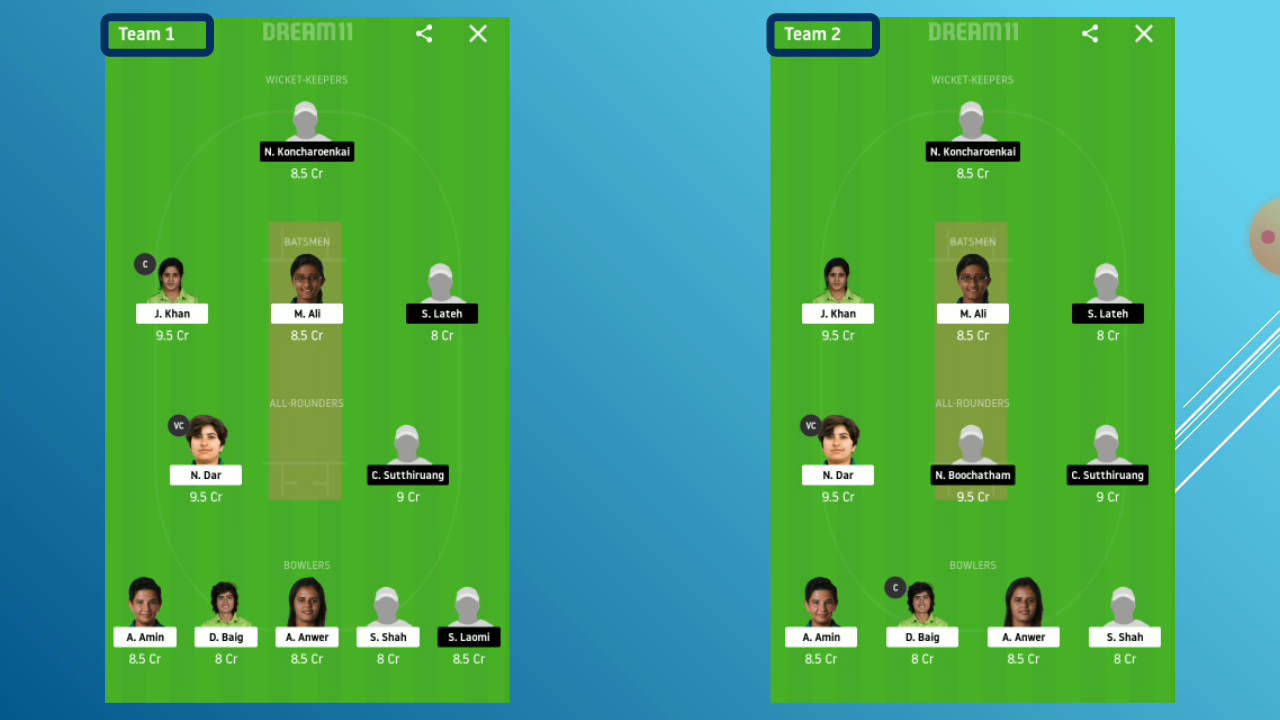 Team 1
DREAM11
WICKET-KEEPERS
N. Koncharoenkai
8.5 Cr
BATSMEN
C
J. Khan
M. Ali
S. Lateh
9.5 Cr
8.5 Cr
8 Cr
ALL-ROUNDERS
VC
N. Dar
C. Sutthiruang
9.5 Cr
9 Cr
BOWLERS
A. Amin
D. Baig
A. Anwer
S. Shah
S. Laomi
8.5 Cr
8 Cr
8.5 Cr
8 Cr
8.5 Cr
Team 2
DREAM11
WICKET-KEEPERS
N. Koncharoenkai
8.5 Cr
BATSMEN
J. Khan
M. Ali
S. Lateh
9.5 Cr
8.5 Cr
8 Cr
ALL-ROUNDERS
VC
N. Dar
N. Boochatham
C. Sutthiruang
9.5 Cr
9.5 Cr
9 Cr
BOWLERS
C
A. Amin
D. Baig
A. Anwer
S. Shah
8.5 Cr
8 Cr
8.5 Cr
8 Cr